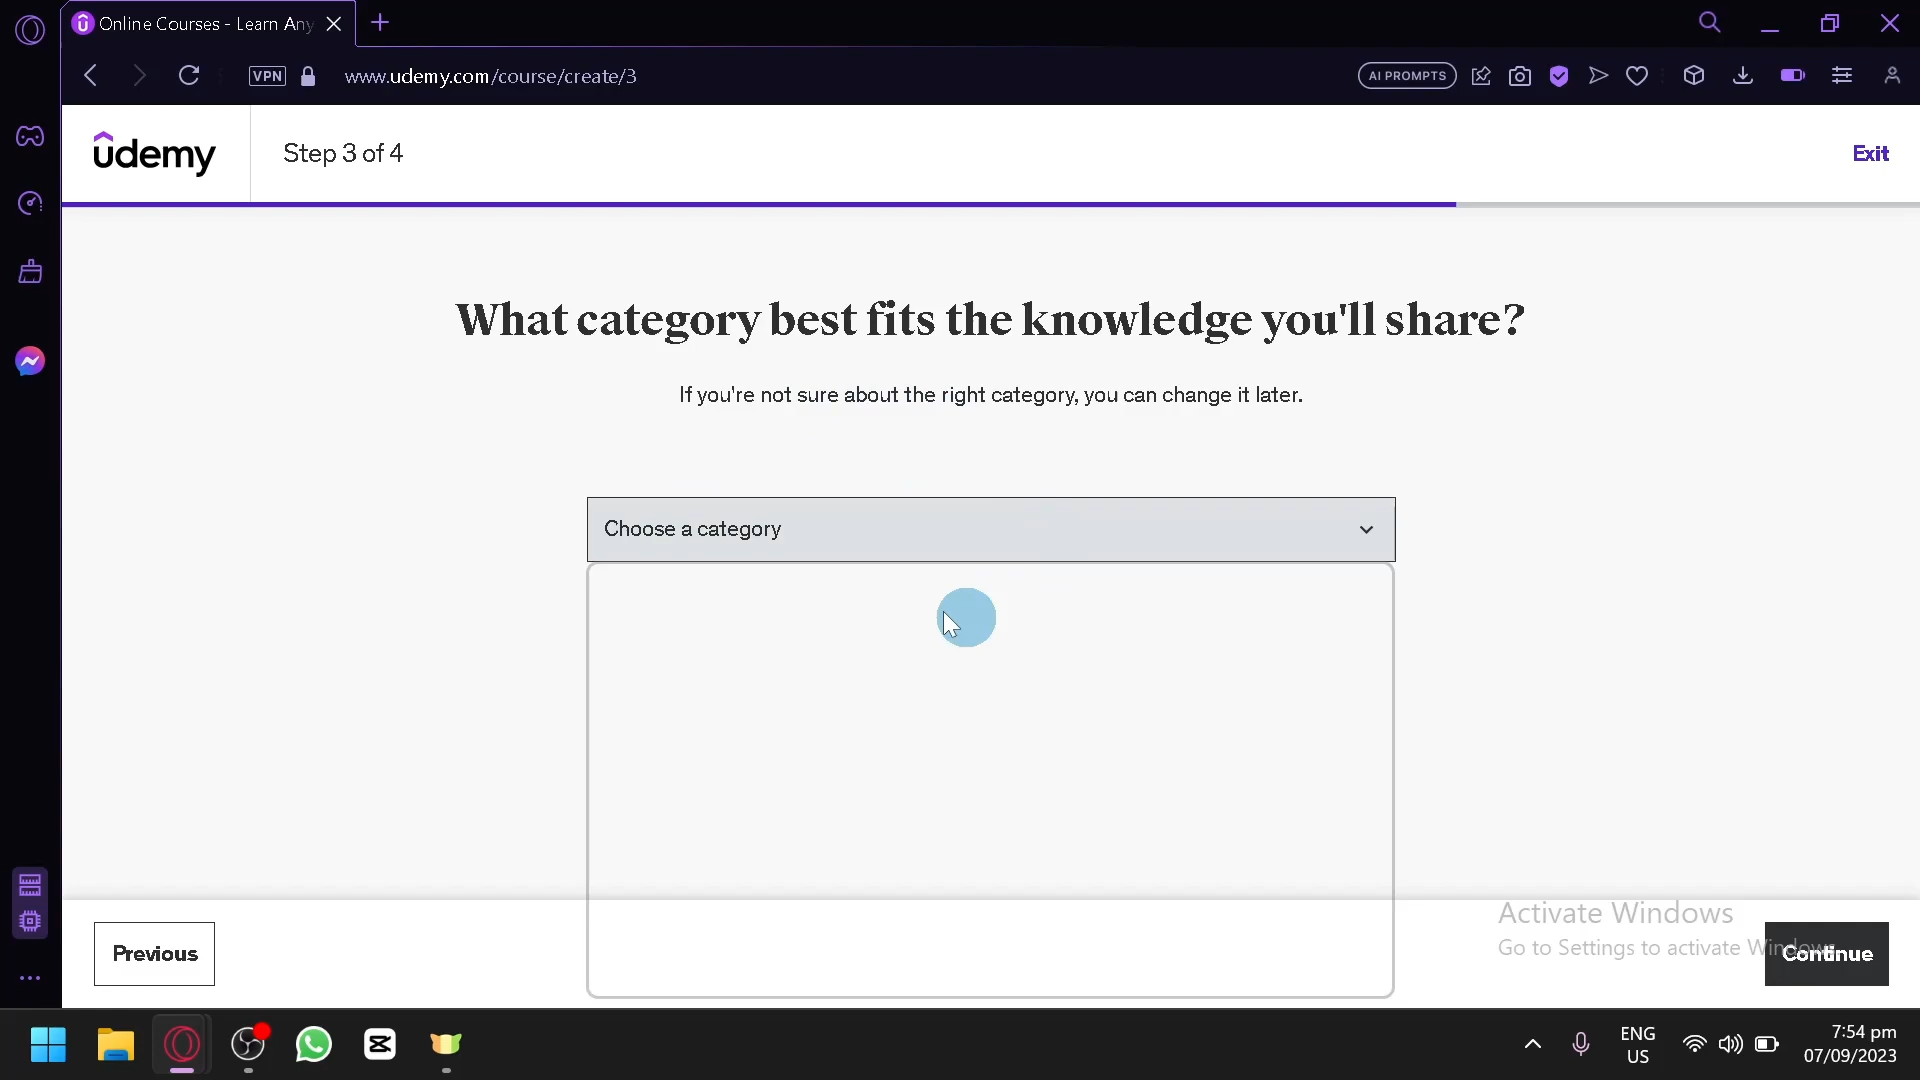 Online Courses - Learn Any
VPN
www.udemy.com/course/create/3
AI PROMPTS
udemy
Step 3 of 4
Exit
What category best fits the knowledge you'll share?
If you're not sure about the right category, you can change it later.
Choose a category
Previous
Activate Windows
Go to Settings to activate Windows.
Continue
ENG
US
7:54 pm
07/09/2023